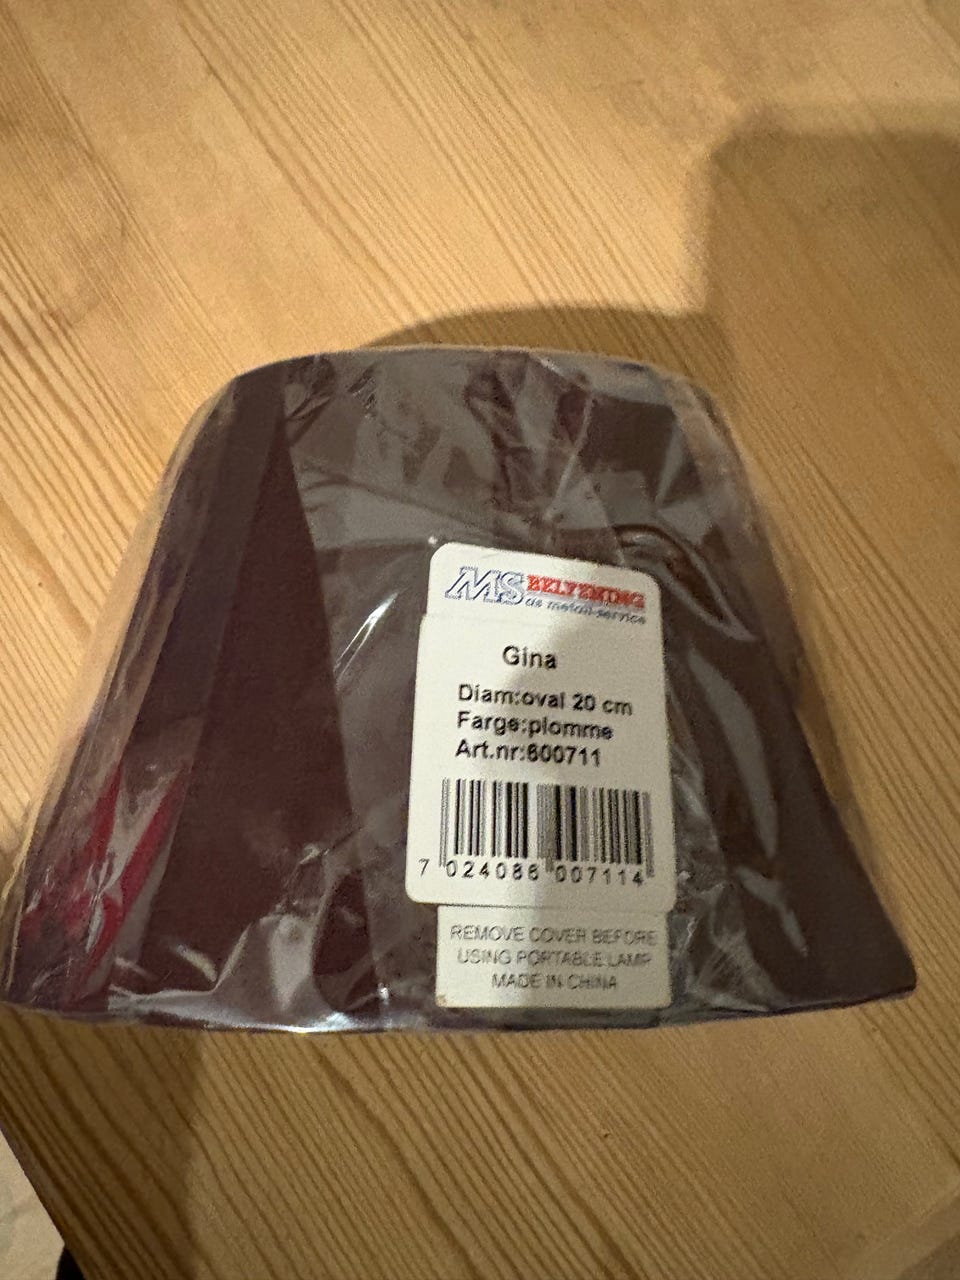 MS BELYSNING
as metall-service
Gina
Diam:oval 20 cm
Farge:plomme
Art.nr:600711
7 024086 007114
REMOVE COVER BEFORE
USING PORTABLE LAMP
MADE IN CHINA